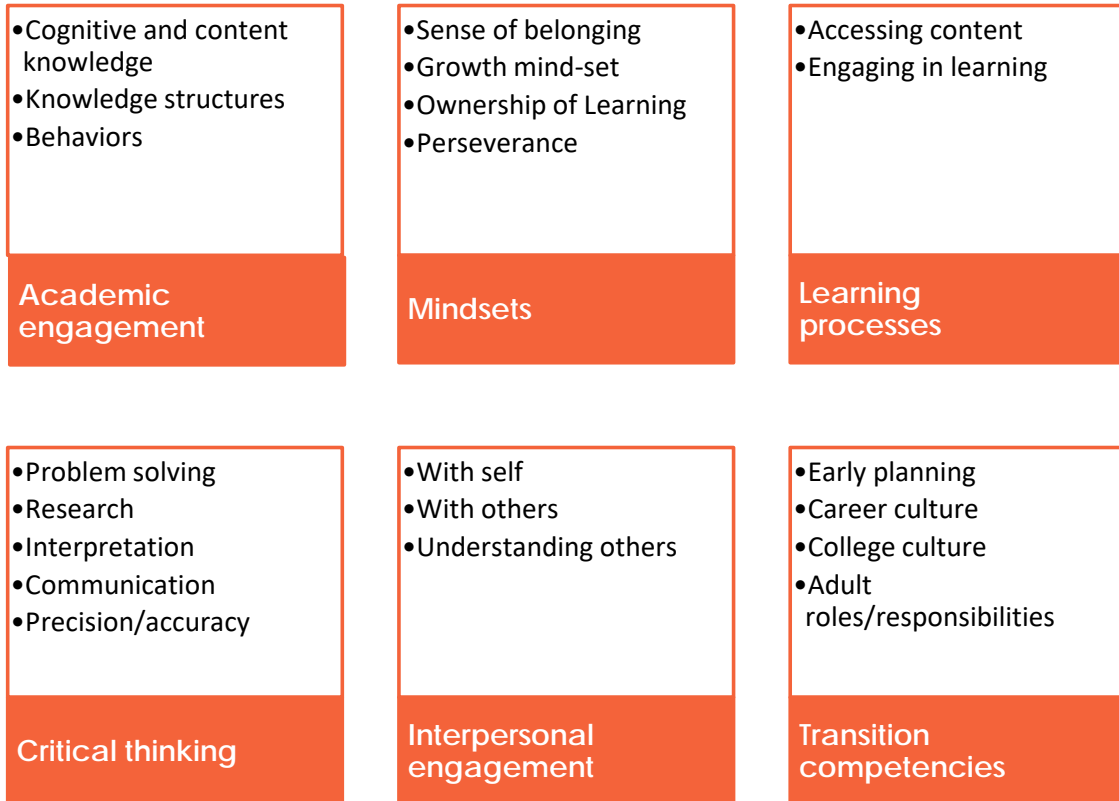 •Cognitive and content
knowledge
•Knowledge structures
•Behaviors
Academic
engagement
•Sense of belonging
•Growth mind-set
•Ownership of Learning
•Perseverance
Mindsets
•Accessing content
•Engaging in learning
Learning
processes
•Problem solving
•Research
•Interpretation
•Communication
•Precision/accuracy
Critical thinking
•With self
•With others
•Understanding others
Interpersonal
engagement
•Early planning
•Career culture
•College culture
•Adult
roles/responsibilities
Transition
competencies